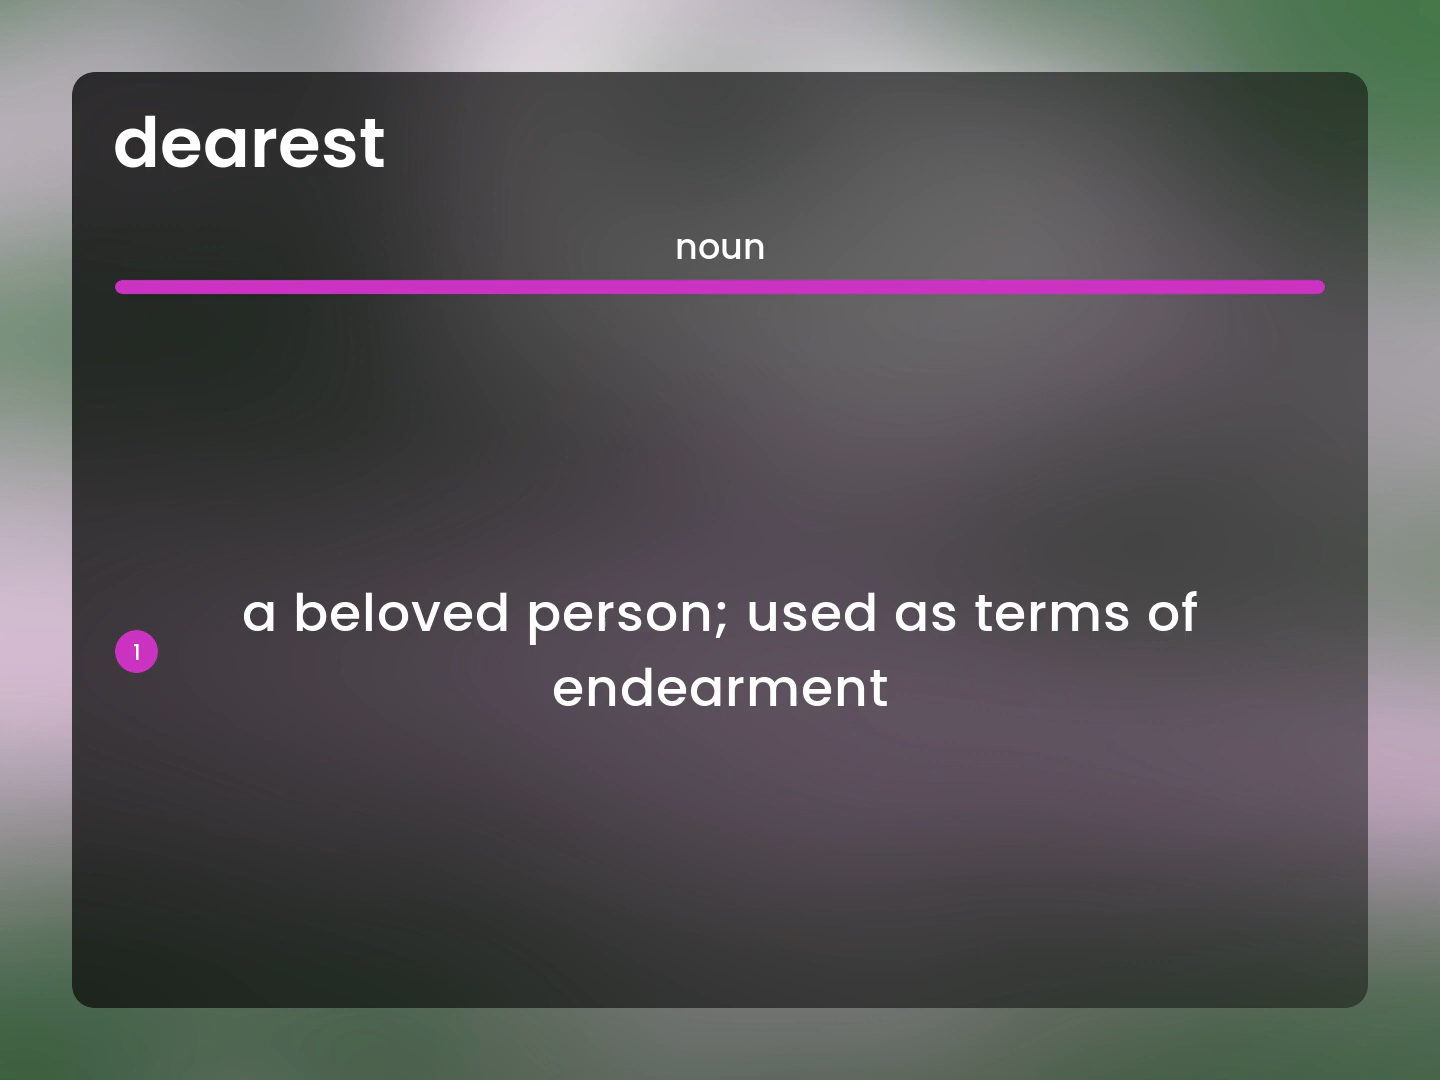 dearest
noun
1
a beloved person; used as terms of
endearment